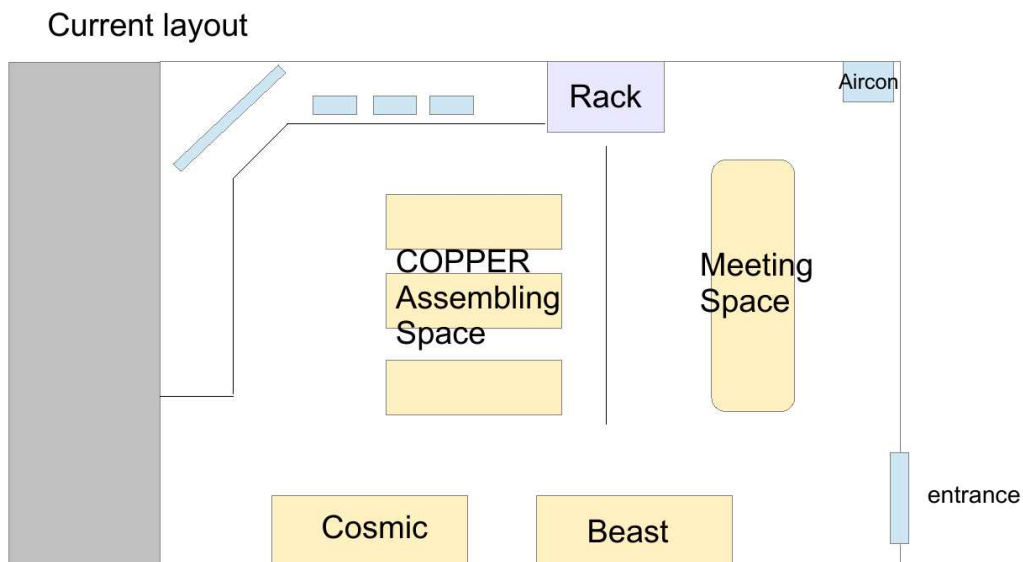 Current layout
Rack
Aircon
COPPER
Assembling
Space
Meeting
Space
entrance
Cosmic
Beast